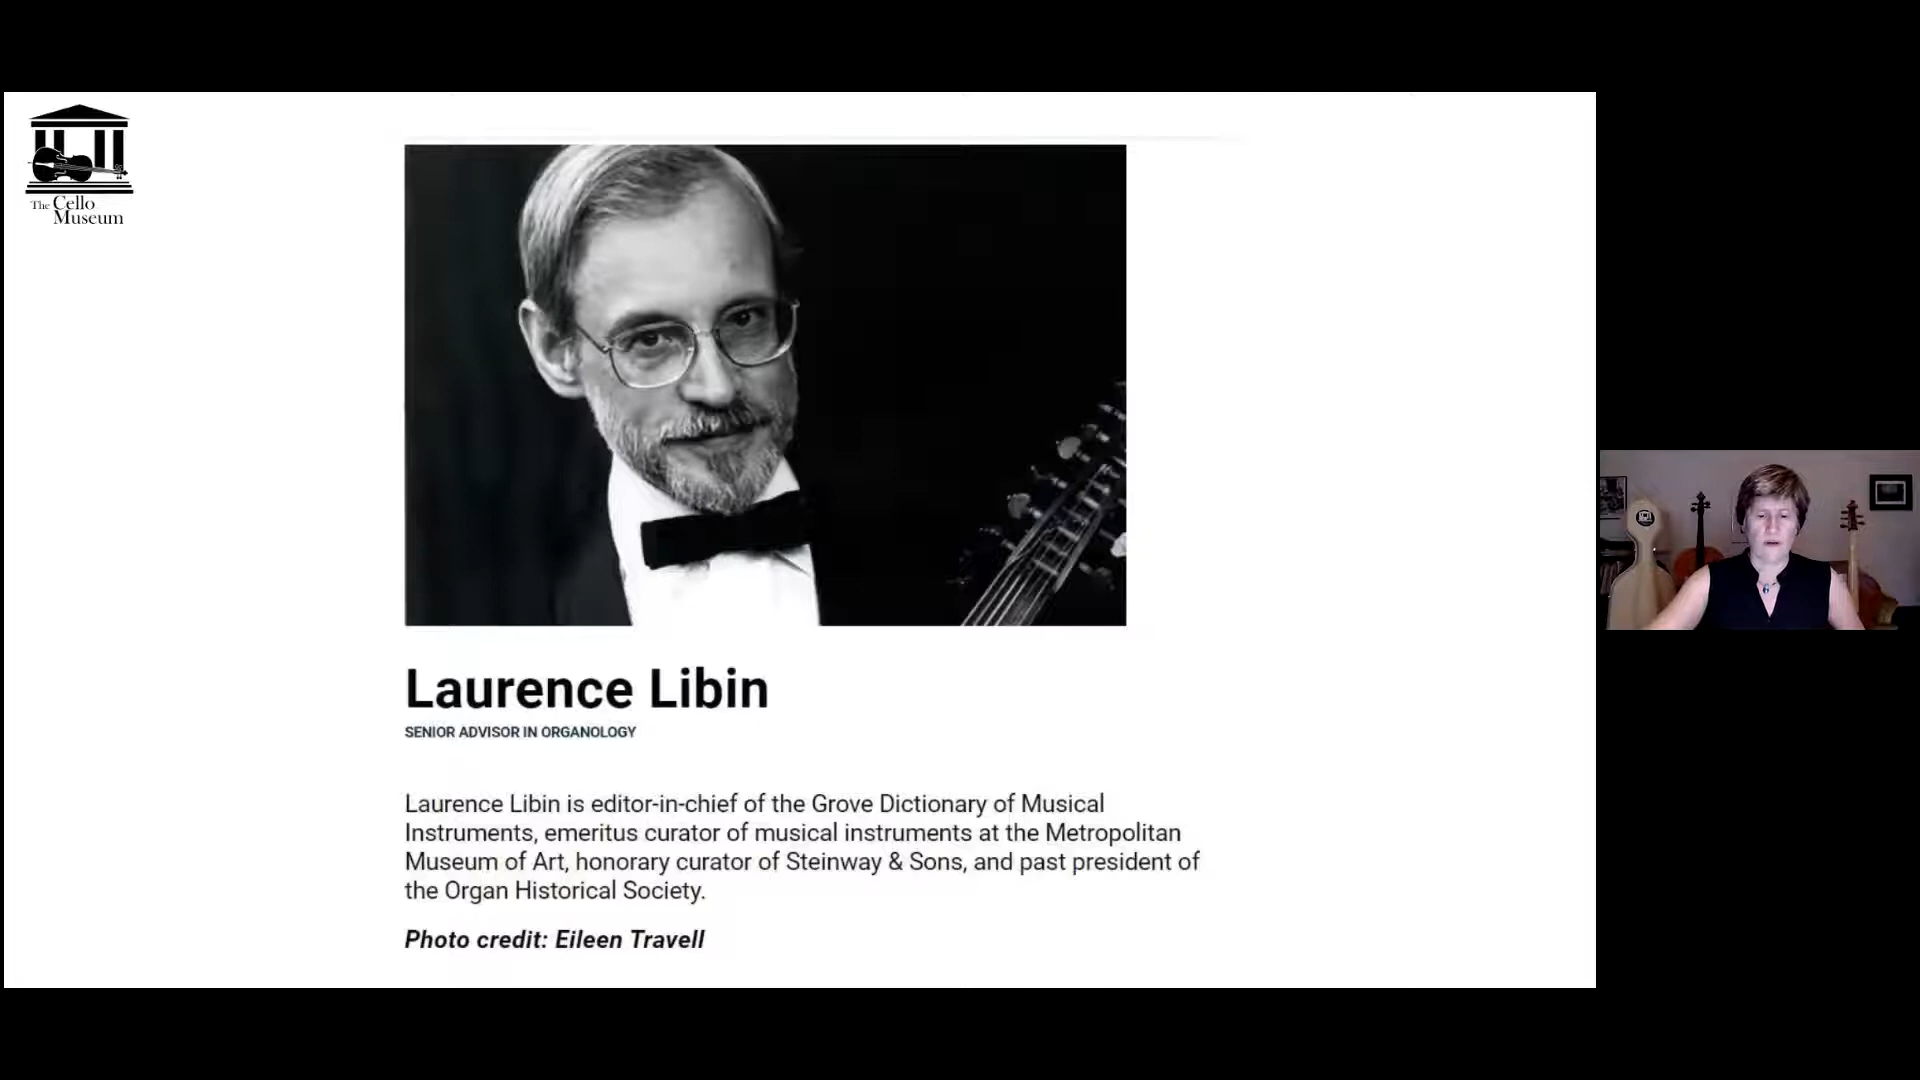 The Cello
Museum
Laurence Libin
SENIOR ADVISOR IN ORGANOLOGY
Laurence Libin is editor-in-chief of the Grove Dictionary of Musical
Instruments, emeritus curator of musical instruments at the Metropolitan
Museum of Art, honorary curator of Steinway & Sons, and past president of
the Organ Historical Society.
Photo credit: Eileen Travell